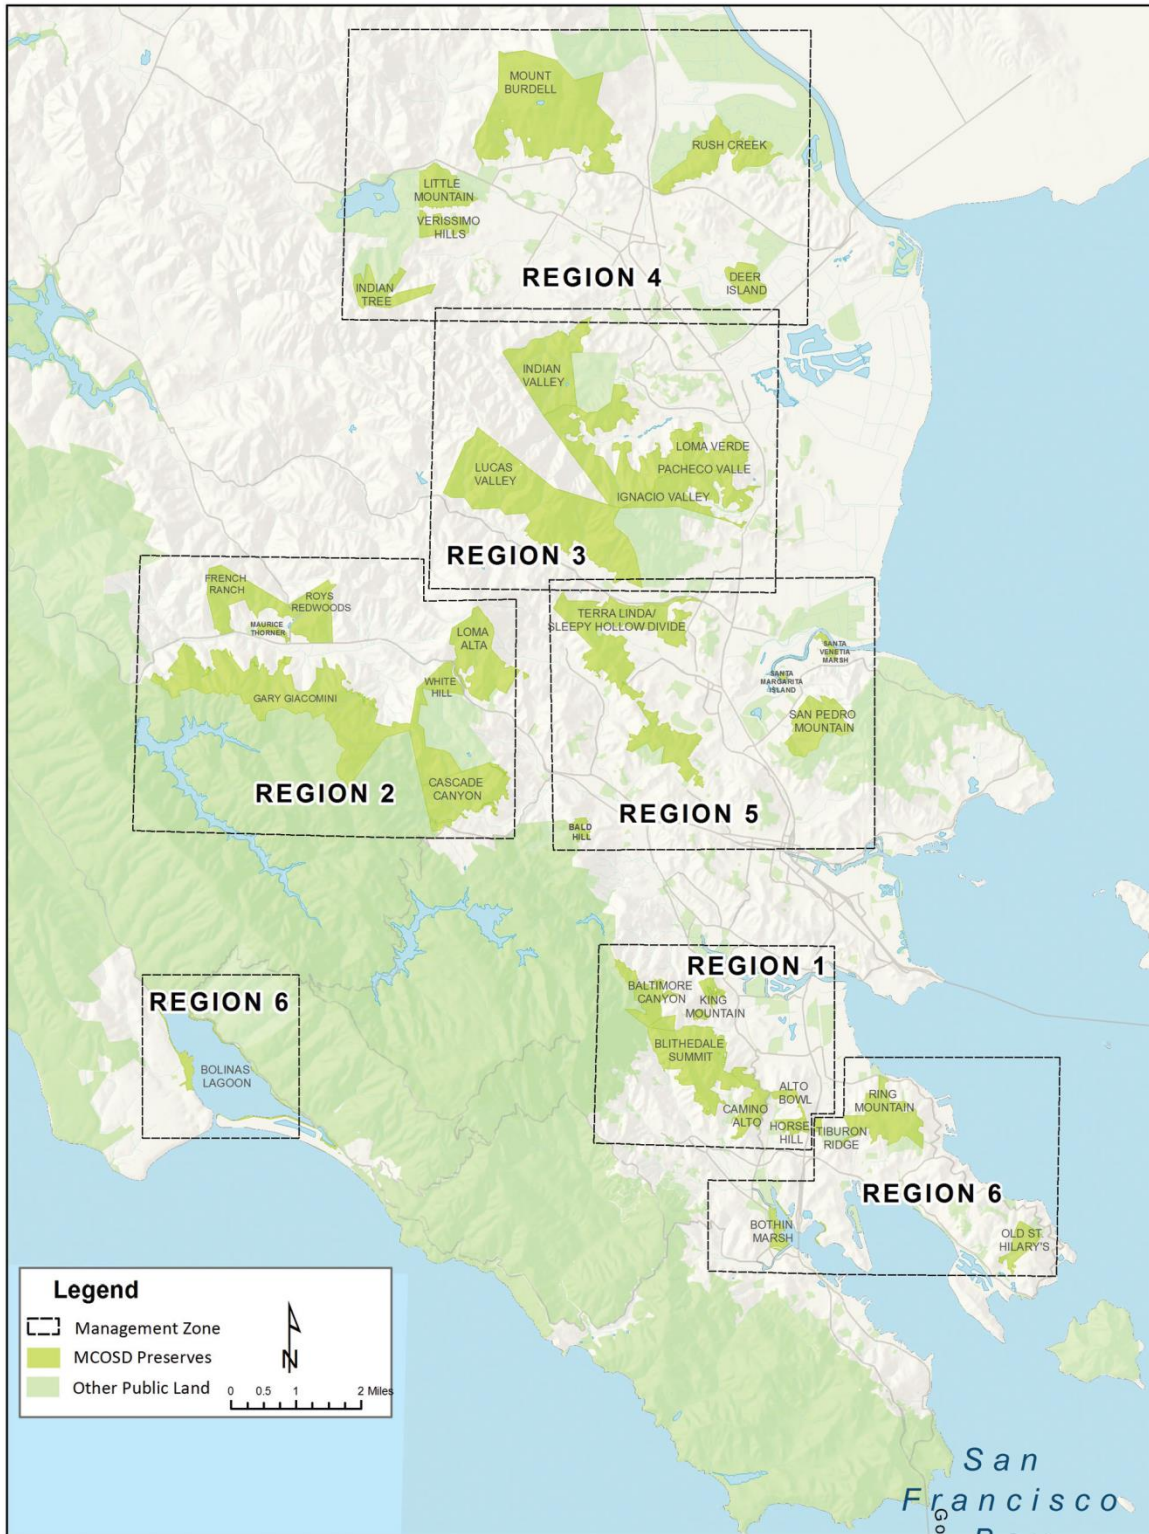 MOUNT
BURDELL
RUSH CREEK
LITTLE
MOUNTAIN
VERISSIMO
HILLS
REGION 4
DEER
ISLAND
INDIAN
TREE
INDIAN
VALLEY
LOMA VERDE
LUCAS
VALLEY
PACHECO VALLE
IGNACIO VALLEY
REGION 3
FRENCH
RANCH
ROYS
REDWOODS
MAURICE
THORNER
LOMA
ALTA
WHITE
HILL
GARY GIACOMINI
CASCADE
CANYON
REGION 2
TERRA LINDA/
SLEEPY HOLLOW DIVIDE
SANTA
VENETIA
MARSH
SANTA
MARGARITA
ISLAND
SAN PEDRO
MOUNTAIN
REGION 5
BALD
HILL
REGION 1
BALTIMORE
CANYON
KING
MOUNTAIN
BLITHEDALE
SUMMIT
ALTO
BOWL
CAMINO
ALTO
HORSE
HILL
REGION 6
BOLINAS
LAGOON
RING
MOUNTAIN
TIBURON
RIDGE
REGION 6
BOTHIN
MARSH
OLD ST.
HILARY'S
Legend
Management Zone
MCOSD Preserves
Other Public Land
N
0 0.5 1 2 Miles
San
Francisco
Go